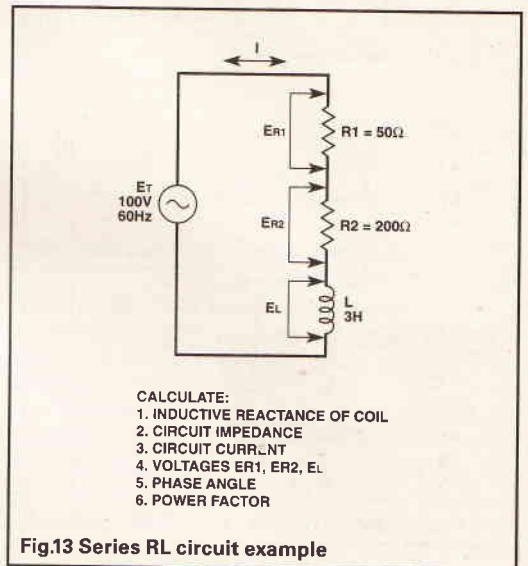 I
ER1
R1 = 50Ω
ET
100V
60Hz
ER2
R2 = 200Ω
EL
L
3H
CALCULATE:
1. INDUCTIVE REACTANCE OF COIL
2. CIRCUIT IMPEDANCE
3. CIRCUIT CURRENT
4. VOLTAGES ER1, ER2, EL
5. PHASE ANGLE
6. POWER FACTOR
Fig.13 Series RL circuit example